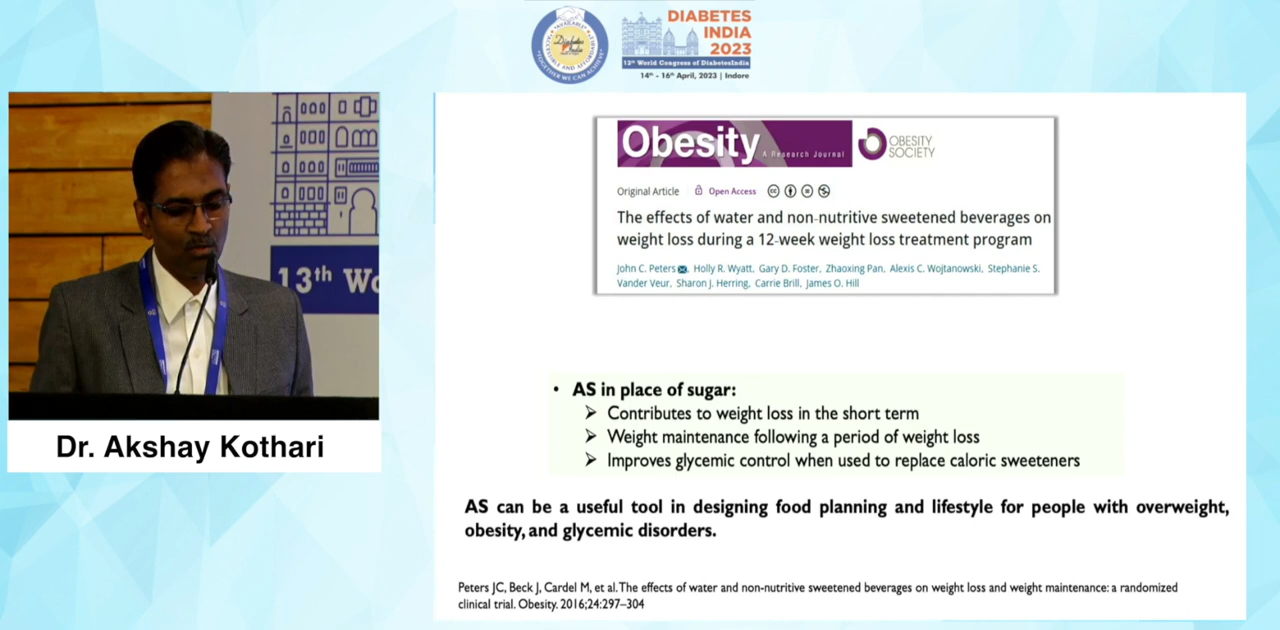 DIABETES
INDIA
2023
13th World Congress of DiabetesIndia
14th - 16th April, 2023 | Indore
13th Wo
Dr. Akshay Kothari
Obesity A Research Journal
OBESITY
SOCIETY
Original Article Open Access
The effects of water and non-nutritive sweetened beverages on
weight loss during a 12-week weight loss treatment program
John C. Peters, Holly R. Wyatt, Gary D. Foster, Zhaoxing Pan, Alexis C. Wojtanowski, Stephanie S.
Vander Veur, Sharon J. Herring, Carrie Brill, James O. Hill
• AS in place of sugar:
➢ Contributes to weight loss in the short term
➢ Weight maintenance following a period of weight loss
➢ Improves glycemic control when used to replace caloric sweeteners
AS can be a useful tool in designing food planning and lifestyle for people with overweight,
obesity, and glycemic disorders.
Peters JC, Beck J, Cardel M, et al. The effects of water and non-nutritive sweetened beverages on weight loss and weight maintenance: a randomized
clinical trial. Obesity. 2016;24:297–304